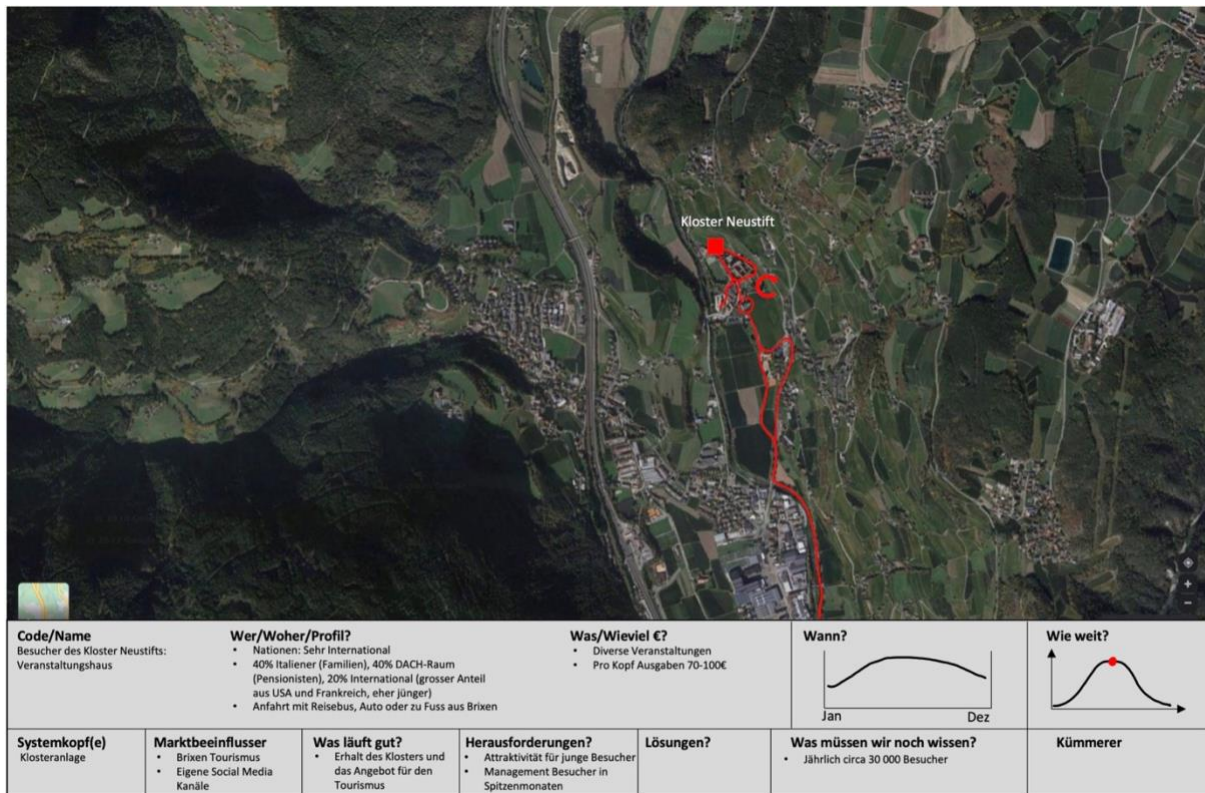 Kloster Neustift
Code/Name
Besucher des Kloster Neustifts:
Veranstaltungshaus
Wer/Woher/Profil?
• Nationen: Sehr International
• 40% Italiener (Familien), 40% DACH-Raum
(Pensionisten), 20% International (grosser Anteil
aus USA und Frankreich, eher jünger)
• Anfahrt mit Reisebus, Auto oder zu Fuss aus Brixen
Was/Wieviel €?
• Diverse Veranstaltungen
• Pro Kopf Ausgaben 70-100€
Wann?
Jan
Dez
Wie weit?
Systemkopf(e)
Klosteranlage
Marktbeeinflusser
• Brixen Tourismus
• Eigene Social Media
Kanäle
Was läuft gut?
• Erhalt des Klosters und
das Angebot für den
Tourismus
Herausforderungen?
• Attraktivität für junge Besucher
• Management Besucher in
Spitzenmonaten
Lösungen?
Was müssen wir noch wissen?
• Jährlich circa 30 000 Besucher
Kümmerer